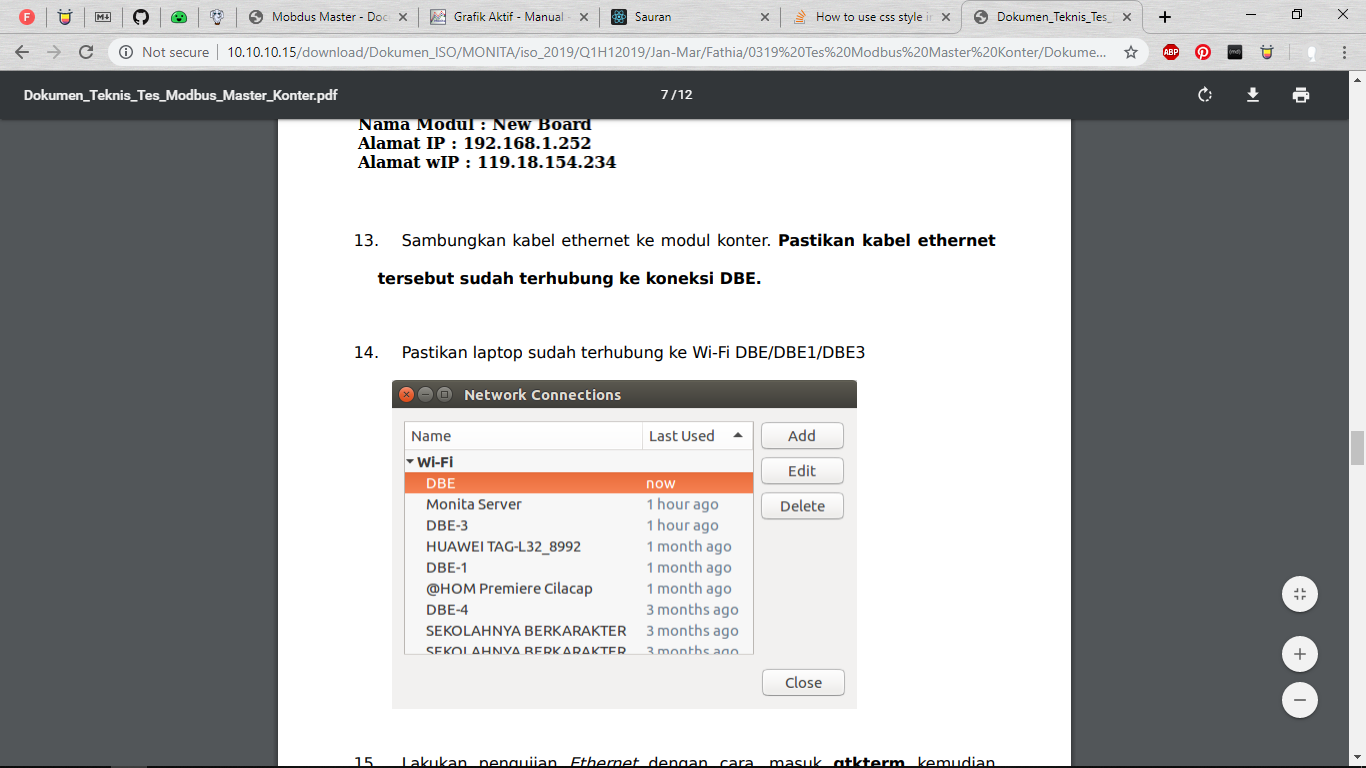 Mobdus Master - Doc
Grafik Aktif - Manual -
Sauran
How to use css style in
Dokumen_Teknis_Tes_
Not secure
10.10.10.15/download/Dokumen_ISO/MONITA/iso_2019/Q1H12019/Jan-Mar/Fathia/0319%20Tes%20Modbus%20Master%20Konter/Dokume...
ABP
Dokumen_Teknis_Tes_Modbus_Master_Konter.pdf
7 / 12
Nama Modul : New Board
Alamat IP : 192.168.1.252
Alamat wIP : 119.18.154.234
13. Sambungkan kabel ethernet ke modul konter. Pastikan kabel ethernet
tersebut sudah terhubung ke koneksi DBE.
14. Pastikan laptop sudah terhubung ke Wi-Fi DBE/DBE1/DBE3
Network Connections
Name Last Used
Add
Wi-Fi
Edit
DBE now
Delete
Monita Server 1 hour ago
DBE-3 1 hour ago
HUAWEI TAG-L32_8992 1 month ago
DBE-1 1 month ago
@HOM Premiere Cilacap 1 month ago
DBE-4 3 months ago
SEKOLAHNYA BERKARAKTER 3 months ago
SEKOLAHNYA BERKARAKTER 3 months ago
Close
15. Lakukan pengujian Ethernet dengan cara masuk gtkterm kemudian